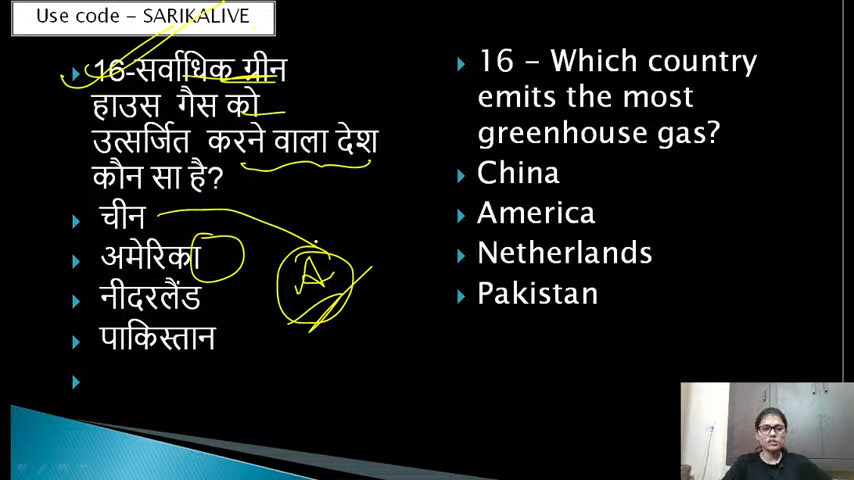 Use code – SARIKALIVE
16-सर्वाधिक ग्रीन
हाउस गैस को
उत्सर्जित करने वाला देश
कौन सा है?
चीन
अमेरिका
नीदरलैंड
पाकिस्तान
A
16 – Which country
emits the most
greenhouse gas?
China
America
Netherlands
Pakistan